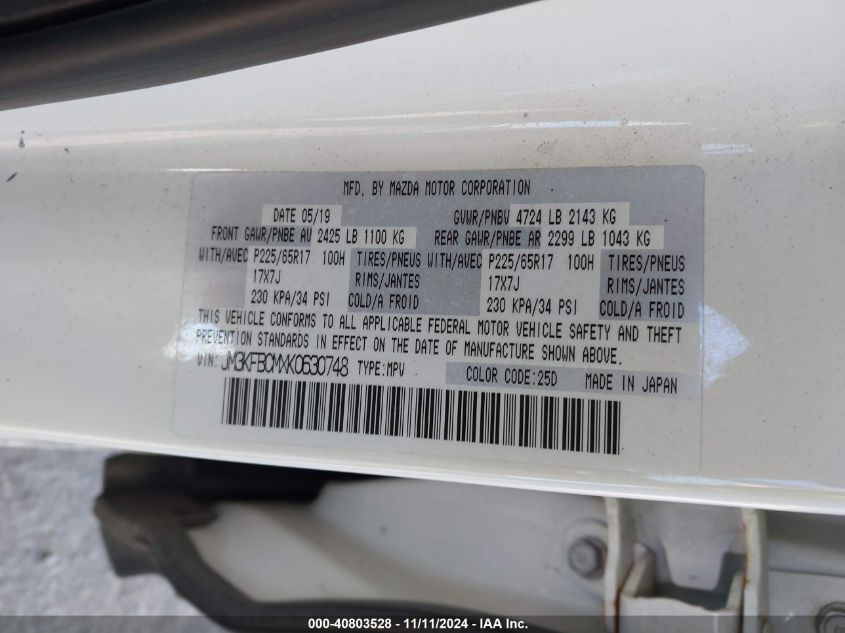 MFD. BY MAZDA MOTOR CORPORATION
DATE 05/19 GVWR/PNBV 4724 LB 2143 KG
FRONT GAWR/PNBE AV 2425 LB 1100 KG REAR GAWR/PNBE AR 2299 LB 1043 KG
WITH/AVEC P225/65R17 100H TIRES/PNEUS WITH/AVEC P225/65R17 100H TIRES/PNEUS
17X7J RIMS/JANTES 17X7J RIMS/JANTES
230 KPA/34 PSI COLD/A FROID 230 KPA/34 PSI COLD/A FROID
THIS VEHICLE CONFORMS TO ALL APPLICABLE FEDERAL MOTOR VEHICLE SAFETY AND THEFT
PREVENTION STANDARDS IN EFFECT ON THE DATE OF MANUFACTURE SHOWN ABOVE.
VIN: JM3KFBCMXK0630748 TYPE:MPV COLOR CODE:25D MADE IN JAPAN
000-40803528 - 11/11/2024 - IAA Inc.